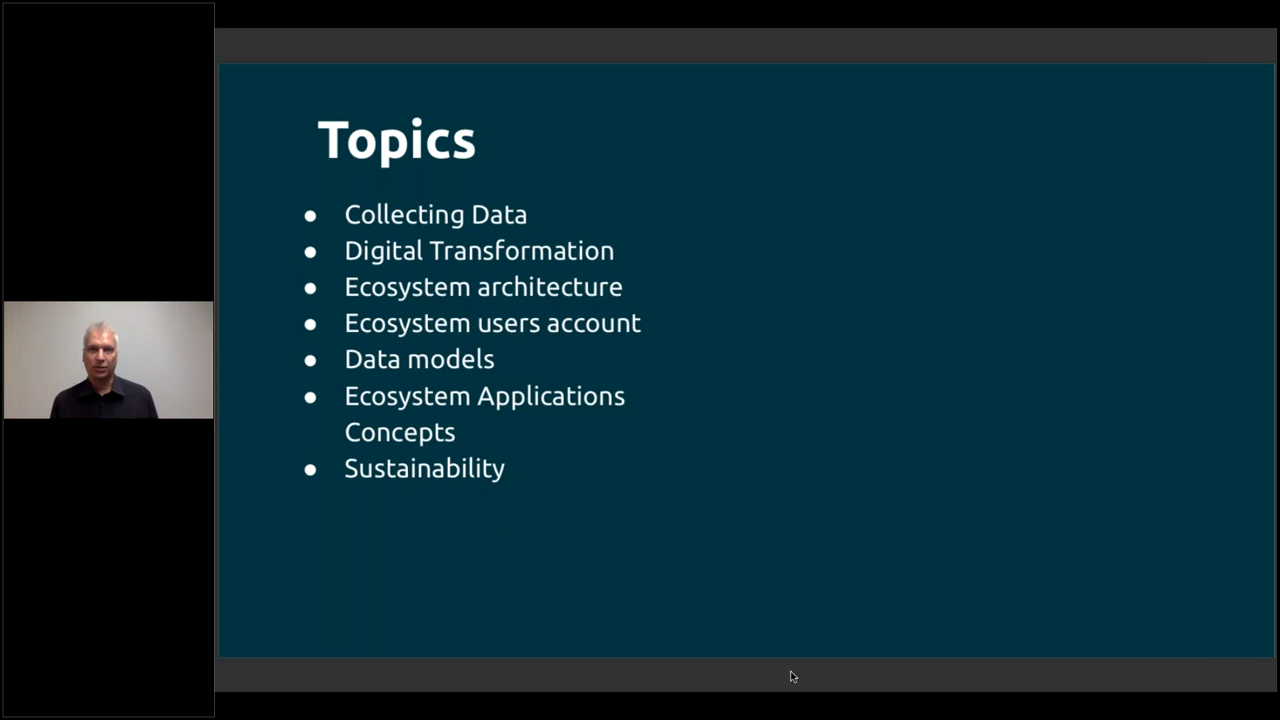 Topics
● Collecting Data
● Digital Transformation
● Ecosystem architecture
● Ecosystem users account
● Data models
● Ecosystem Applications
Concepts
● Sustainability